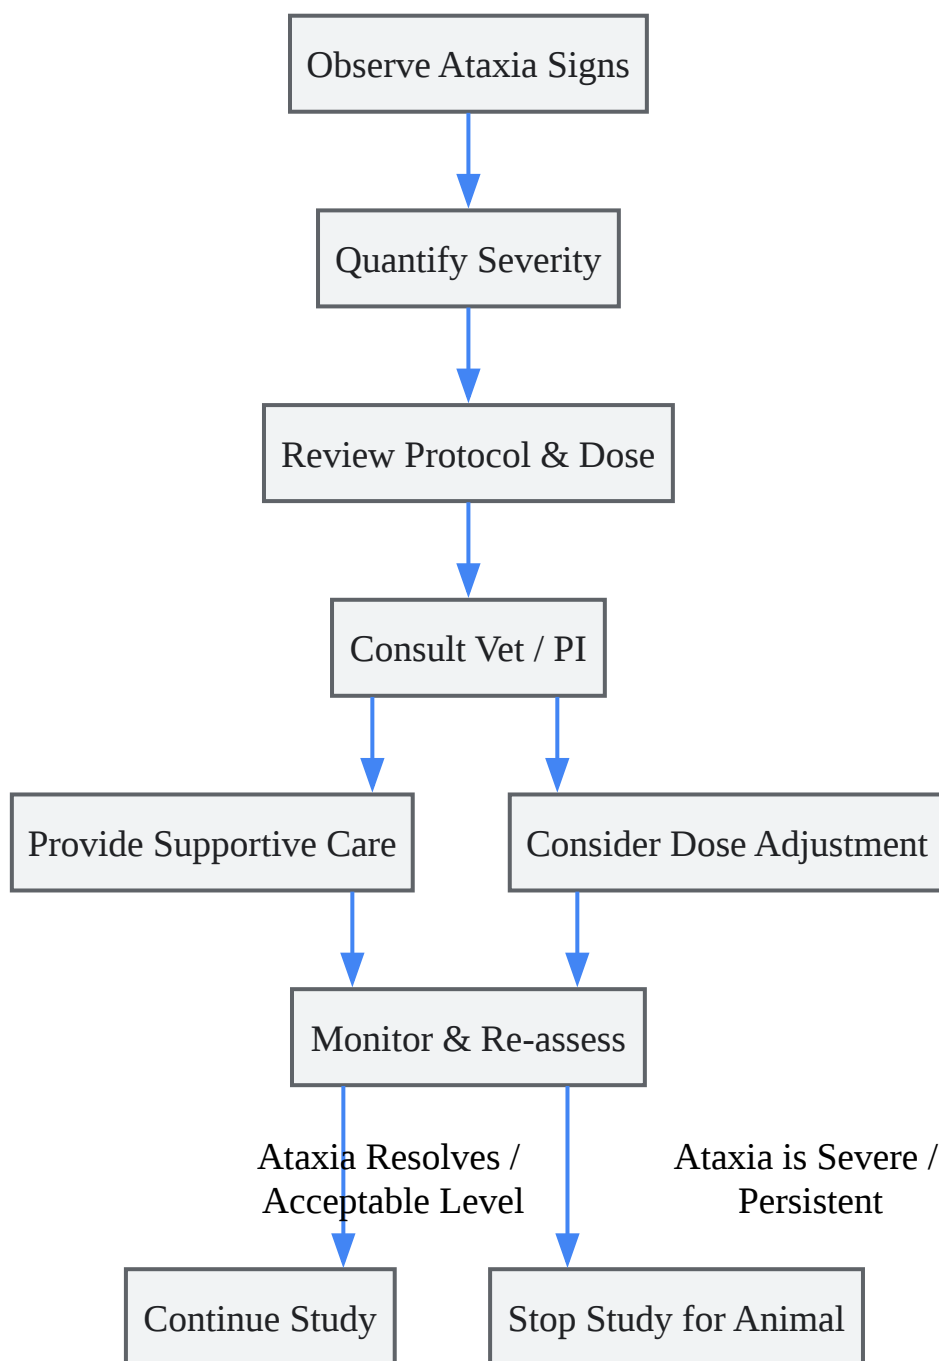 Observe Ataxia Signs
Quantify Severity
Review Protocol & Dose
Consult Vet / PI
Provide Supportive Care
Consider Dose Adjustment
Monitor & Re-assess
Ataxia Resolves /
Acceptable Level
Ataxia is Severe /
Persistent
Continue Study
Stop Study for Animal